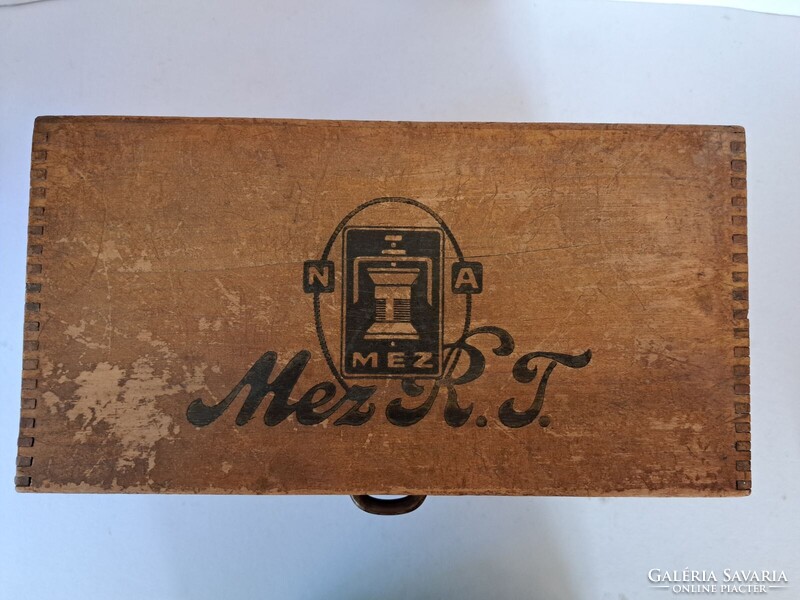 N A
MEZ
Mez R.T.
GALÉRIA SAVARIA
ONLINE PIACTÉR